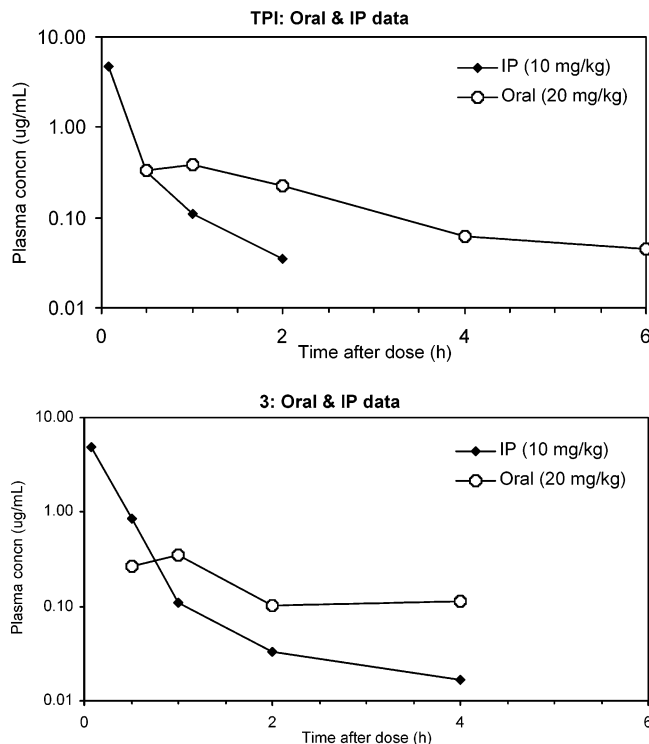 TPI: Oral & IP data
10.00
1.00
0.10
0.01
Plasma concn (ug/mL)
IP (10 mg/kg)
Oral (20 mg/kg)
0 2 4 6
Time after dose (h)
3: Oral & IP data
10.00
1.00
0.10
0.01
Plasma concn (ug/mL)
IP (10 mg/kg)
Oral (20 mg/kg)
0 2 4 6
Time after dose (h)